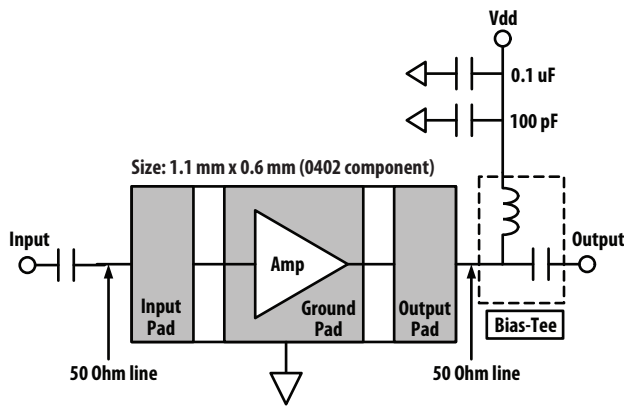 Vdd
0.1 uF
100 pF
Size: 1.1 mm x 0.6 mm (0402 component)
Input
Output
Amp
Input
Pad
Ground
Pad
Output
Pad
Bias-Tee
50 Ohm line
50 Ohm line